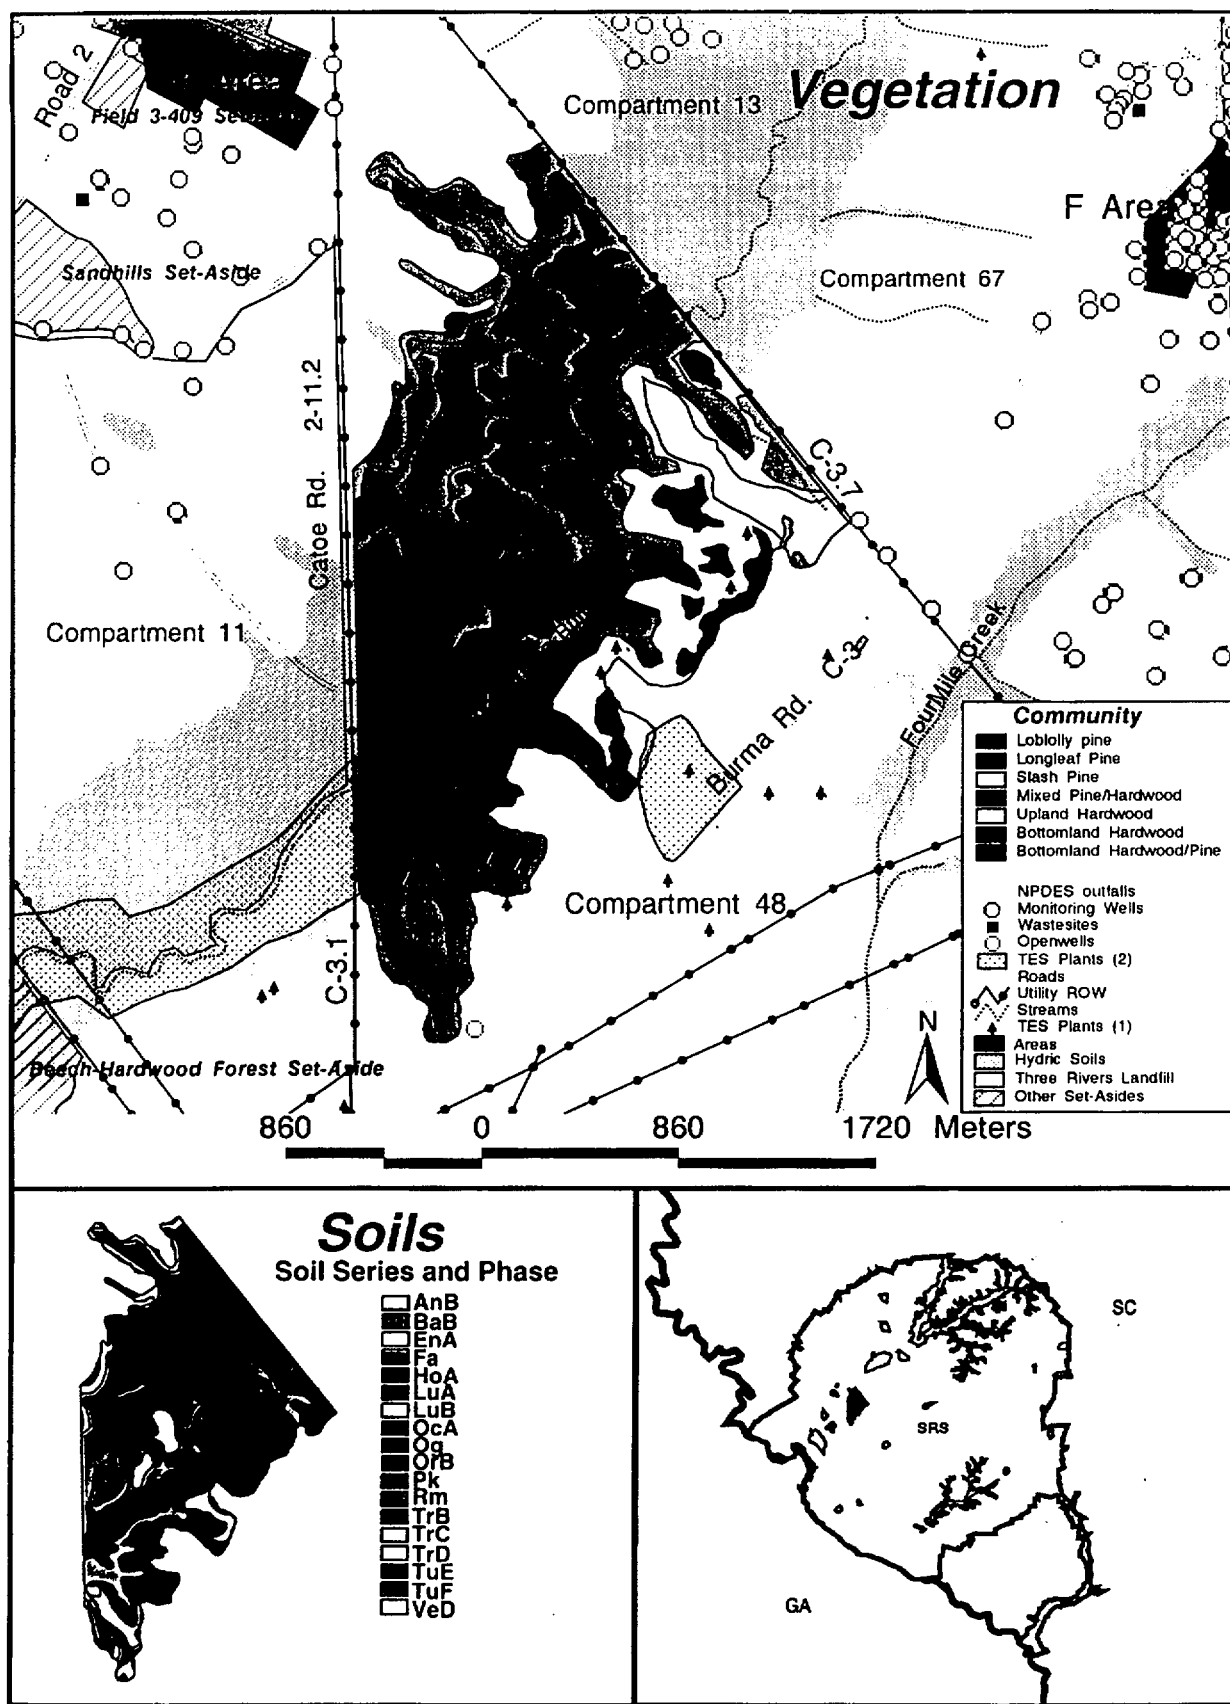 Vegetation
Compartment 13
Road 2
Area
Field 3-409
F Area
Sandhills Set-Aside
Compartment 67
2-11.2
Catoe Rd.
C-3.7
Compartment 11
C-3
Burma Rd.
FourMile Creek
Compartment 48
C-3.1
Beech-Hardwood Forest Set-Aside
Community
Loblolly pine
Longleaf Pine
Slash Pine
Mixed Pine/Hardwood
Upland Hardwood
Bottomland Hardwood
Bottomland Hardwood/Pine
NPDES outfalls
Monitoring Wells
Wastesites
Openwells
TES Plants (2)
Roads
Utility ROW
Streams
TES Plants (1)
Areas
Hydric Soils
Three Rivers Landfill
Other Set-Asides
N
860 0 860 1720 Meters
Soils
Soil Series and Phase
AnB
BaB
EnA
Fa
HoA
LuA
LuB
OcA
Og
OrB
Pk
Rm
TrB
TrC
TrD
TuE
TuF
VeD
SC
SRS
GA